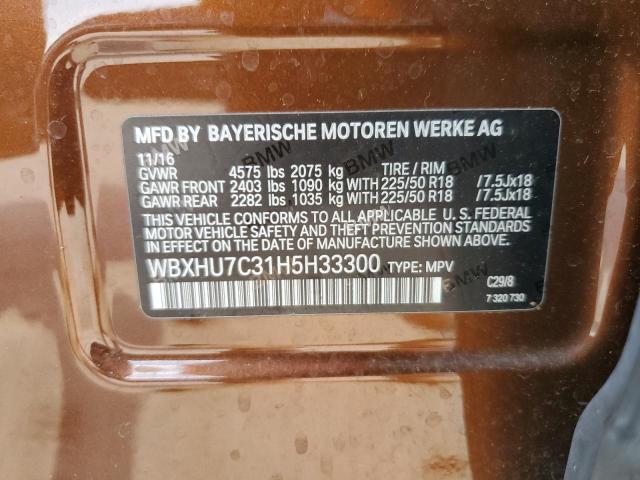 MFD BY BAYERISCHE MOTOREN WERKE AG
11/16
GVWR 4575 lbs 2075 kg TIRE / RIM
GAWR FRONT 2403 lbs 1090 kg WITH 225/50 R18 /7.5Jx18
GAWR REAR 2282 lbs 1035 kg WITH 225/50 R18 /7.5Jx18
THIS VEHICLE CONFORMS TO ALL APPLICABLE U. S. FEDERAL
MOTOR VEHICLE SAFETY, BUMPER, AND THEFT PREVENTION
STANDARDS IN EFFECT ON THE DATE OF MANUFACTURE SHOWN ABOVE.
WBXHU7C31H5H33300 TYPE: MPV
C29/8
7 320 730